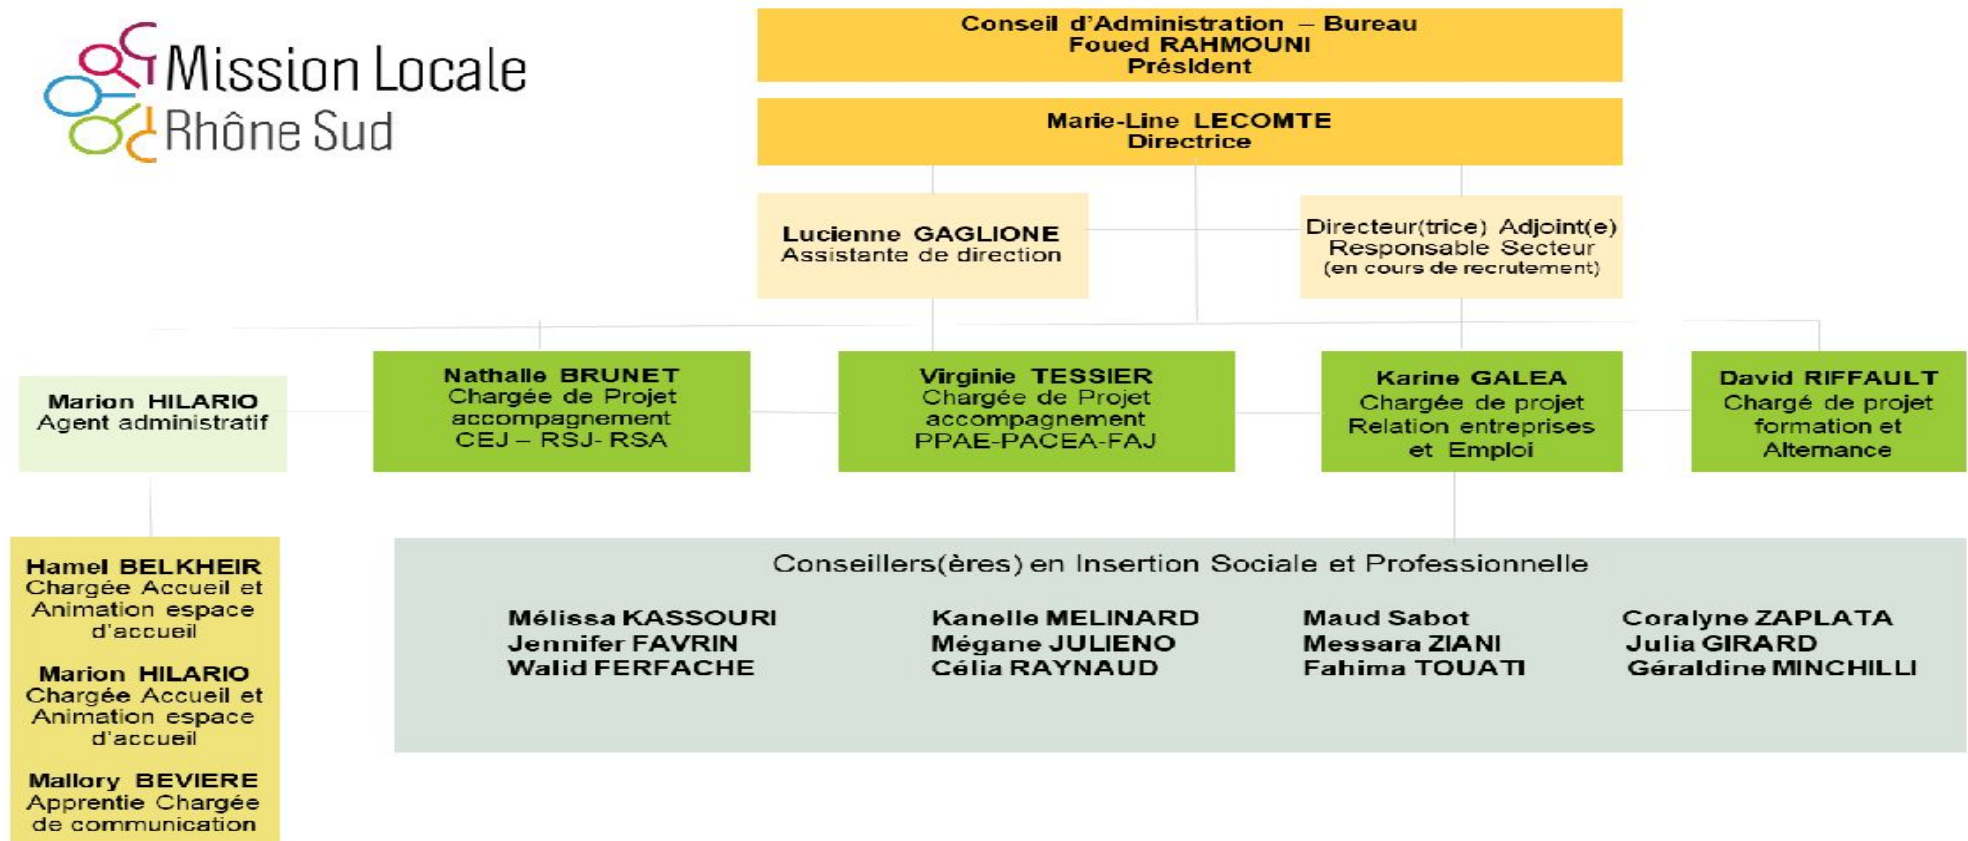 Mission Locale
Rhône Sud
Conseil d'Administration – Bureau
Foued RAHMOUNI
Président
Marie-Line LECOMTE
Directrice
Lucienne GAGLIONE
Assistante de direction
Directeur(trice) Adjoint(e)
Responsable Secteur
(en cours de recrutement)
Marion HILARIO
Agent administratif
Nathalie BRUNET
Chargée de Projet
accompagnement
CEJ – RSJ- RSA
Virginie TESSIER
Chargée de Projet
accompagnement
PPAE-PACEA-FAJ
Karine GALEA
Chargée de projet
Relation entreprises
et Emploi
David RIFFAULT
Chargé de projet
formation et
Alternance
Hamel BELKHEIR
Chargée Accueil et
Animation espace
d'accueil
Marion HILARIO
Chargée Accueil et
Animation espace
d'accueil
Mallory BEVIERE
Apprentie Chargée
de communication
Conseillers(ères) en Insertion Sociale et Professionnelle
Mélissa KASSOURI
Jennifer FAVRIN
Walid FERFACHE
Kanelle MELINARD
Mégane JULIENO
Célia RAYNAUD
Maud Sabot
Messara ZIANI
Fahima TOUATI
Coralyne ZAPLATA
Julia GIRARD
Géraldine MINCHILLI